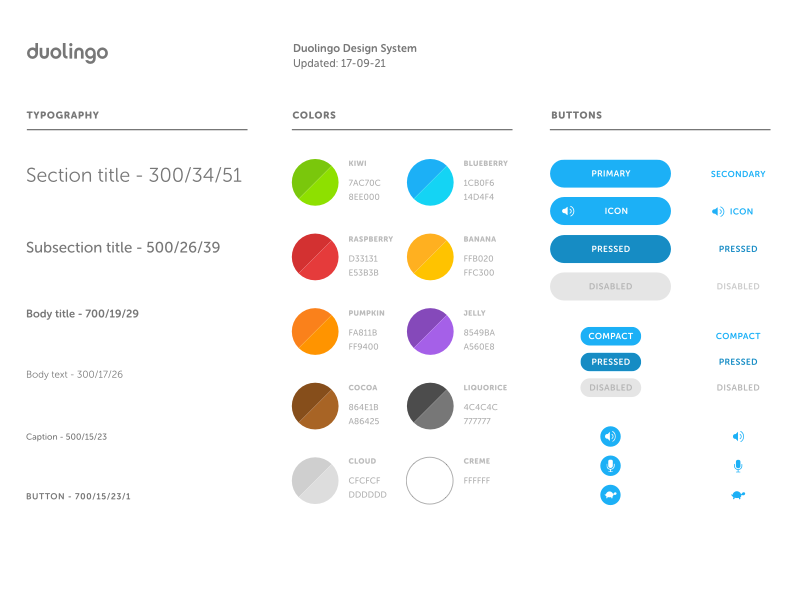 duolingo
Duolingo Design System
Updated: 17-09-21
TYPOGRAPHY
Section title - 300/34/51
Subsection title - 500/26/39
Body title - 700/19/29
Body text - 300/17/26
Caption - 500/15/23
BUTTON - 700/15/23/1
COLORS
KIWI
7AC70C
8EE000
BLUEBERRY
1CB0F6
14D4F4
RASPBERRY
D33131
E53B3B
BANANA
FFB020
FFC300
PUMPKIN
FA811B
FF9400
JELLY
8549BA
A560E8
COCOA
864E1B
A86425
LIQUORICE
4C4C4C
777777
CLOUD
CFCFCF
DDDDDD
CREME
FFFFFF
BUTTONS
PRIMARY
SECONDARY
ICON
ICON
PRESSED
PRESSED
DISABLED
DISABLED
COMPACT
COMPACT
PRESSED
PRESSED
DISABLED
DISABLED